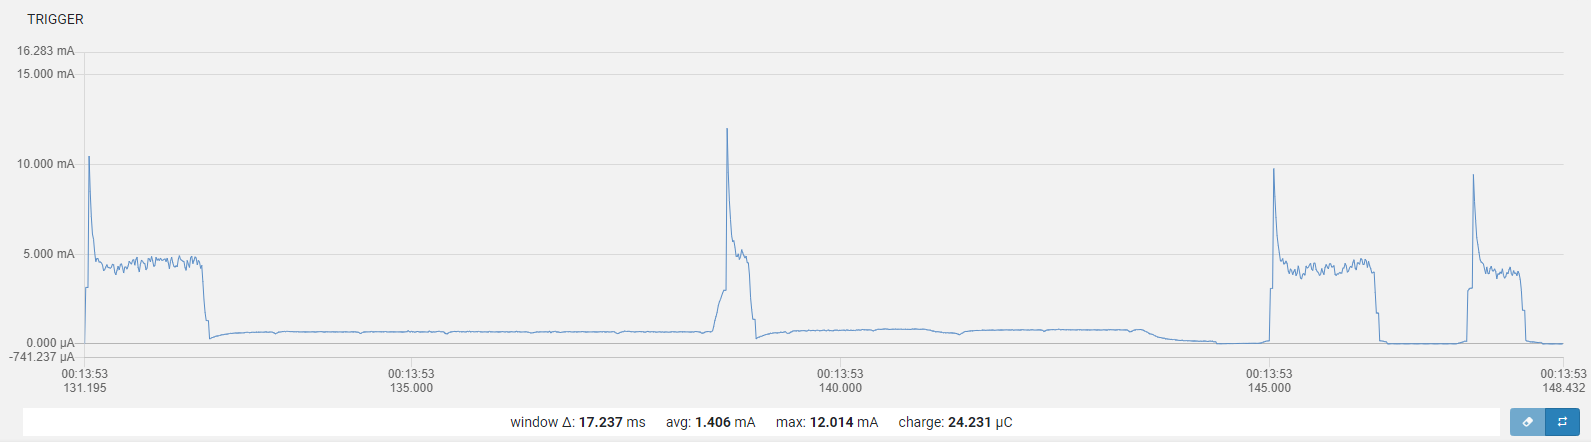 TRIGGER
16.283 mA
15.000 mA
10.000 mA
5.000 mA
0.000 µA
-741.237 µA
00:13:53 00:13:53 00:13:53 00:13:53 00:13:53
131.195 135.000 140.000 145.000 148.432
window Δ: 17.237 ms avg: 1.406 mA max: 12.014 mA charge: 24.231 µC